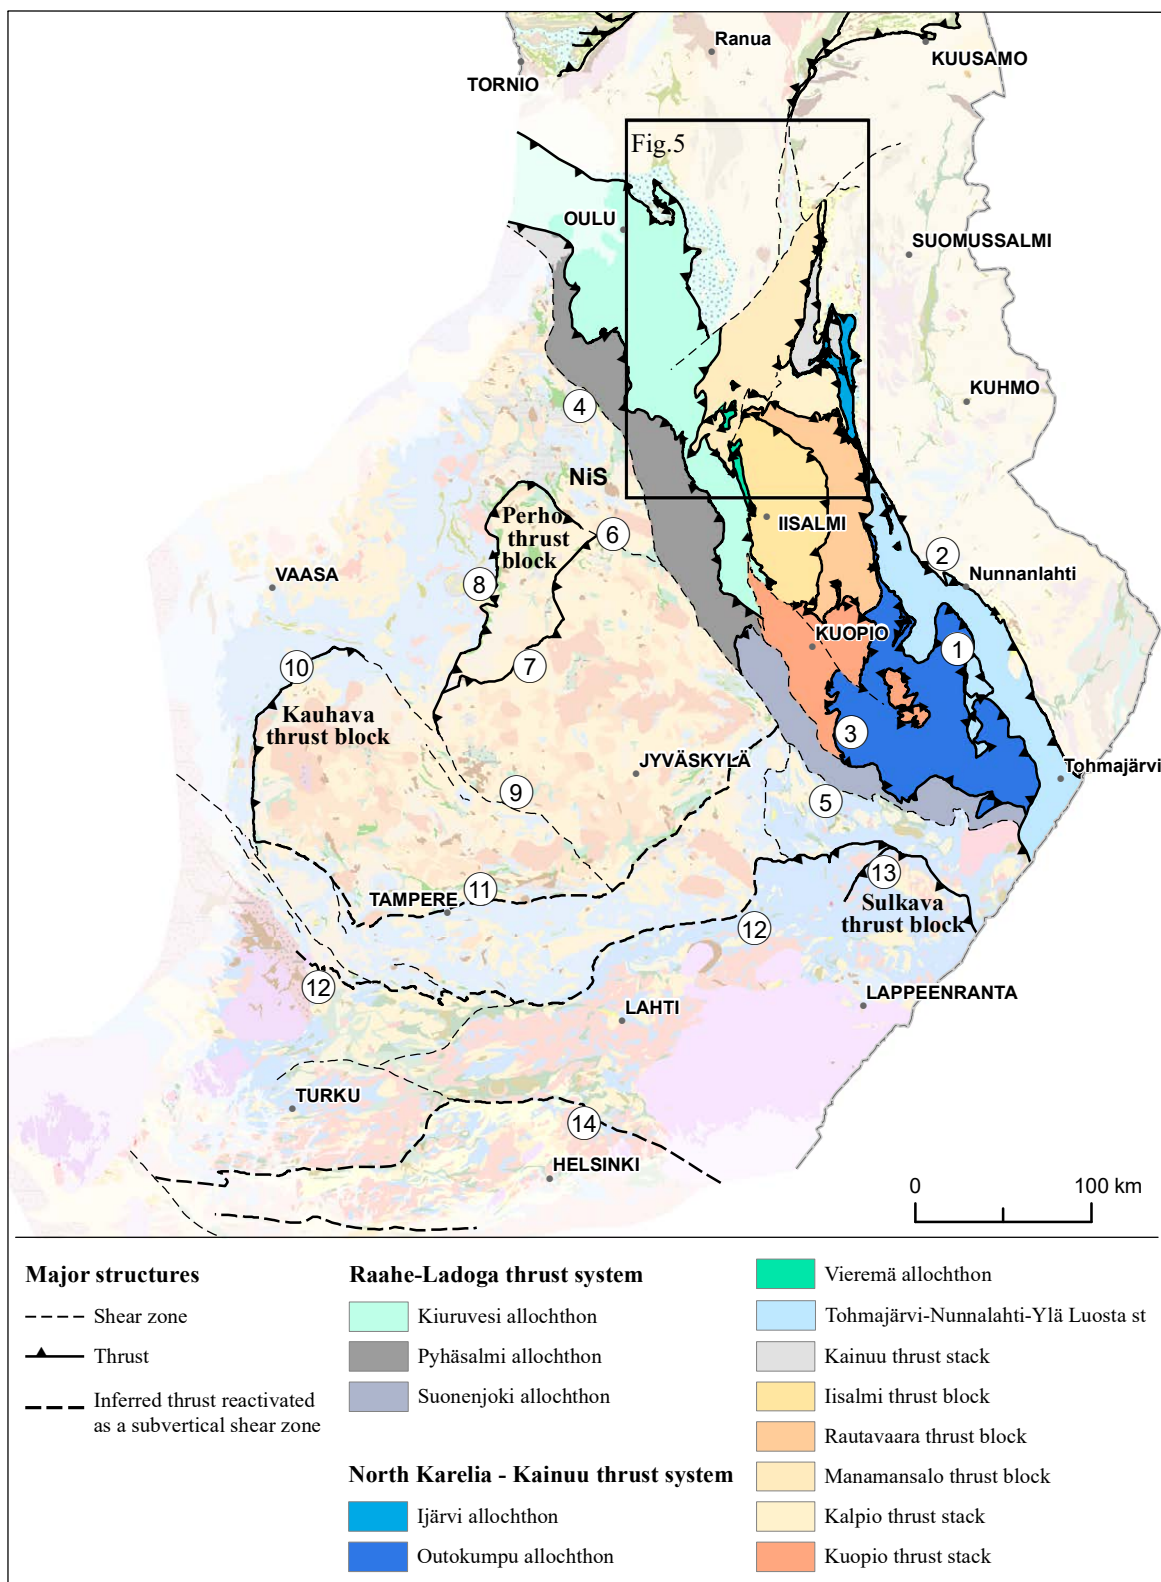 Ranua
KUUSAMO
TORNIO
Fig.5
OULU
SUOMUSSALMI
KUHMO
4
NiS
Perho
thrust
block
6
IISALMI
2
Nunnanlahti
VAASA
8
KUOPIO
1
10
7
Kauhava
thrust block
3
JYVÄSKYLÄ
Tohmajärvi
9
5
11
TAMPERE
13
Sulkava
thrust block
12
12
LAPPEENRANTA
LAHTI
TURKU
14
HELSINKI
0 100 km
Major structures
Shear zone
Thrust
Inferred thrust reactivated
as a subvertical shear zone
Raahe-Ladoga thrust system
Kiuruvesi allochthon
Pyhäsalmi allochthon
Suonenjoki allochthon
North Karelia - Kainuu thrust system
Ijärvi allochthon
Outokumpu allochthon
Vieremä allochthon
Tohmajärvi-Nunnalahti-Ylä Luosta st
Kainuu thrust stack
Iisalmi thrust block
Rautavaara thrust block
Manamansalo thrust block
Kalpio thrust stack
Kuopio thrust stack